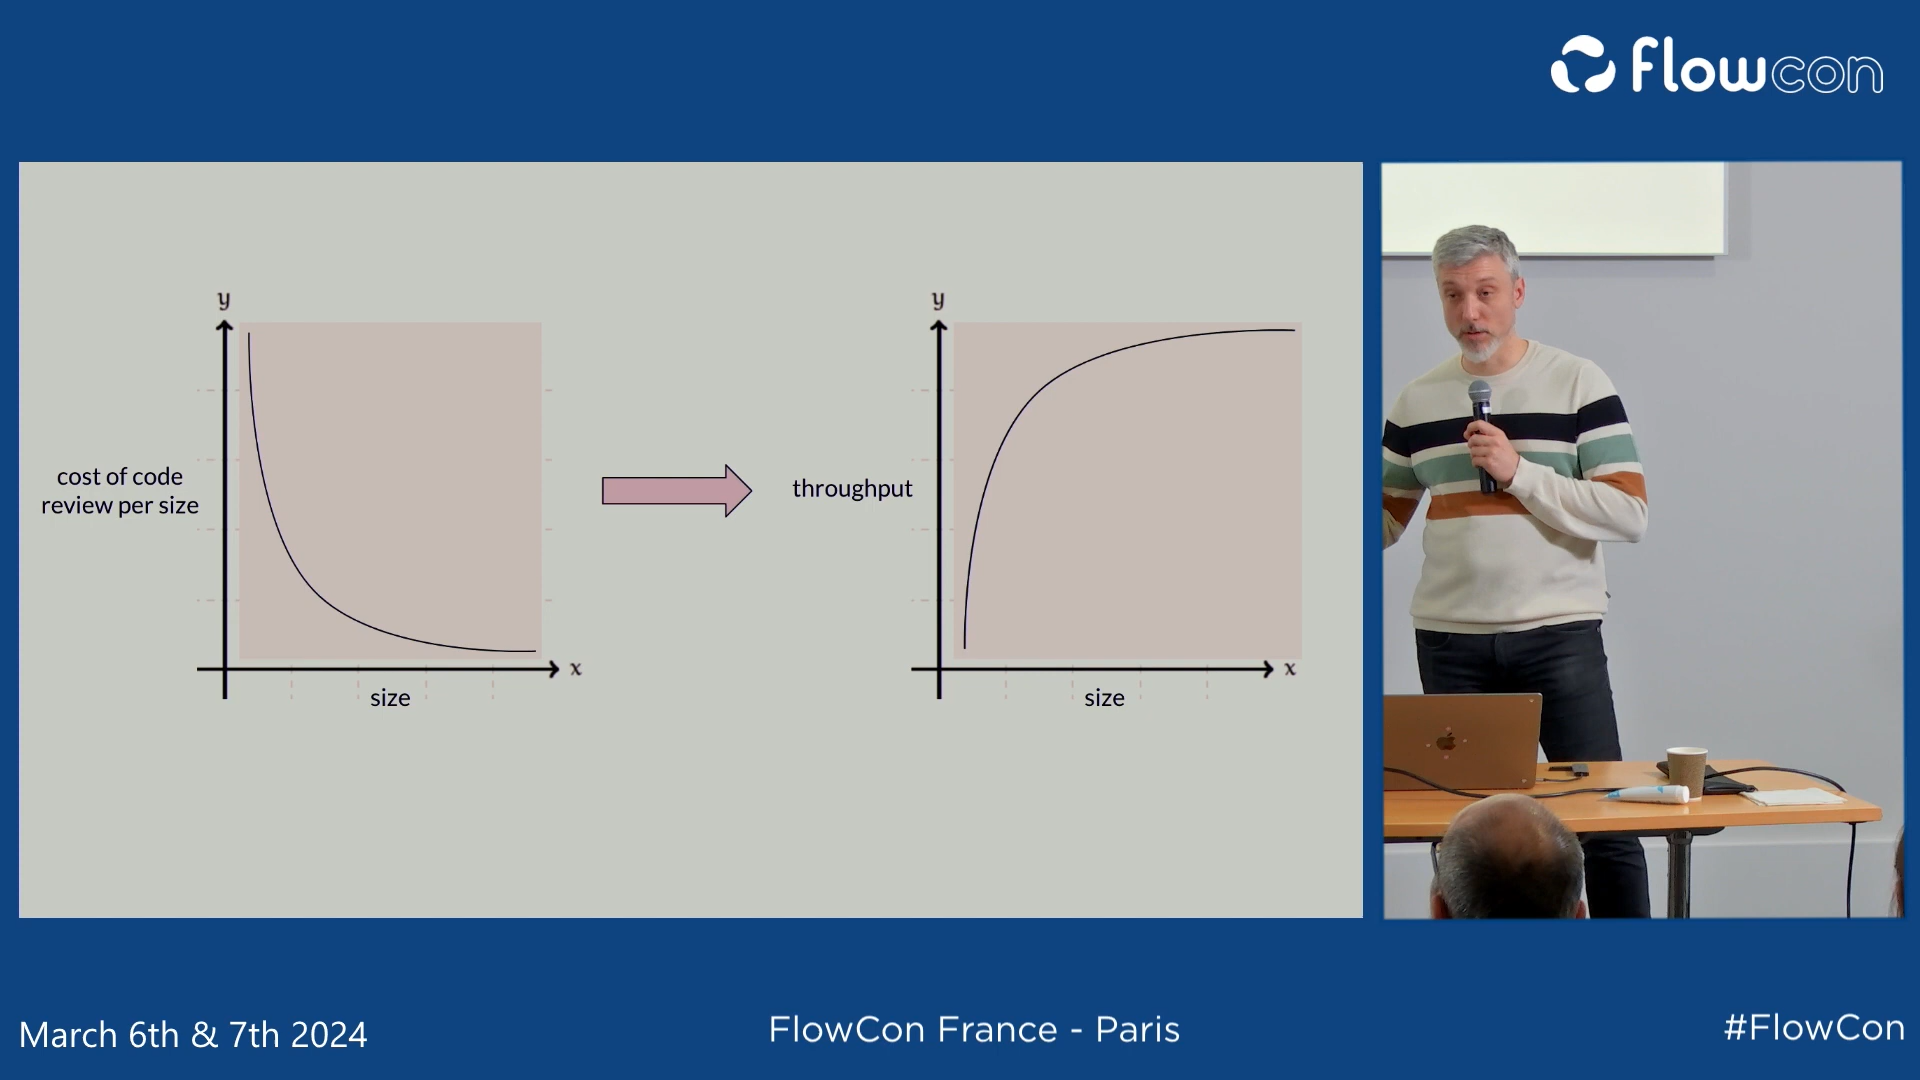 flowcon
y
cost of code
review per size
x
size
y
throughput
x
size
March 6th & 7th 2024
FlowCon France - Paris
#FlowCon